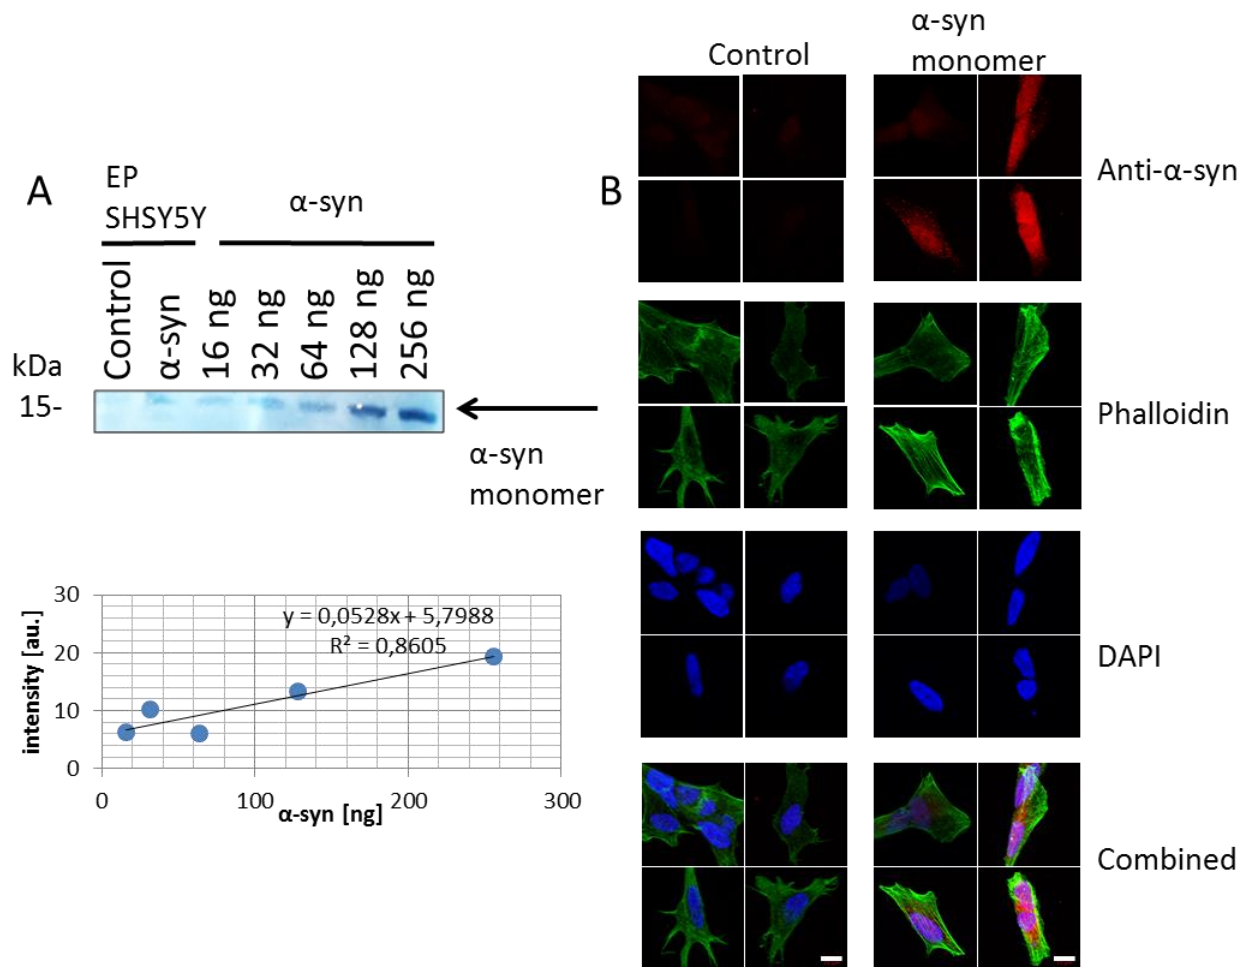 A
EP
SHSY5Y
α-syn
Control
α-syn
16 ng
32 ng
64 ng
128 ng
256 ng
kDa
15-
α-syn
monomer
30
20
10
0
intensity [au.]
y = 0,0528x + 5,7988
R² = 0,8605
0
100
200
300
α-syn [ng]
B
Control
α-syn
monomer
Anti-α-syn
Phalloidin
DAPI
Combined